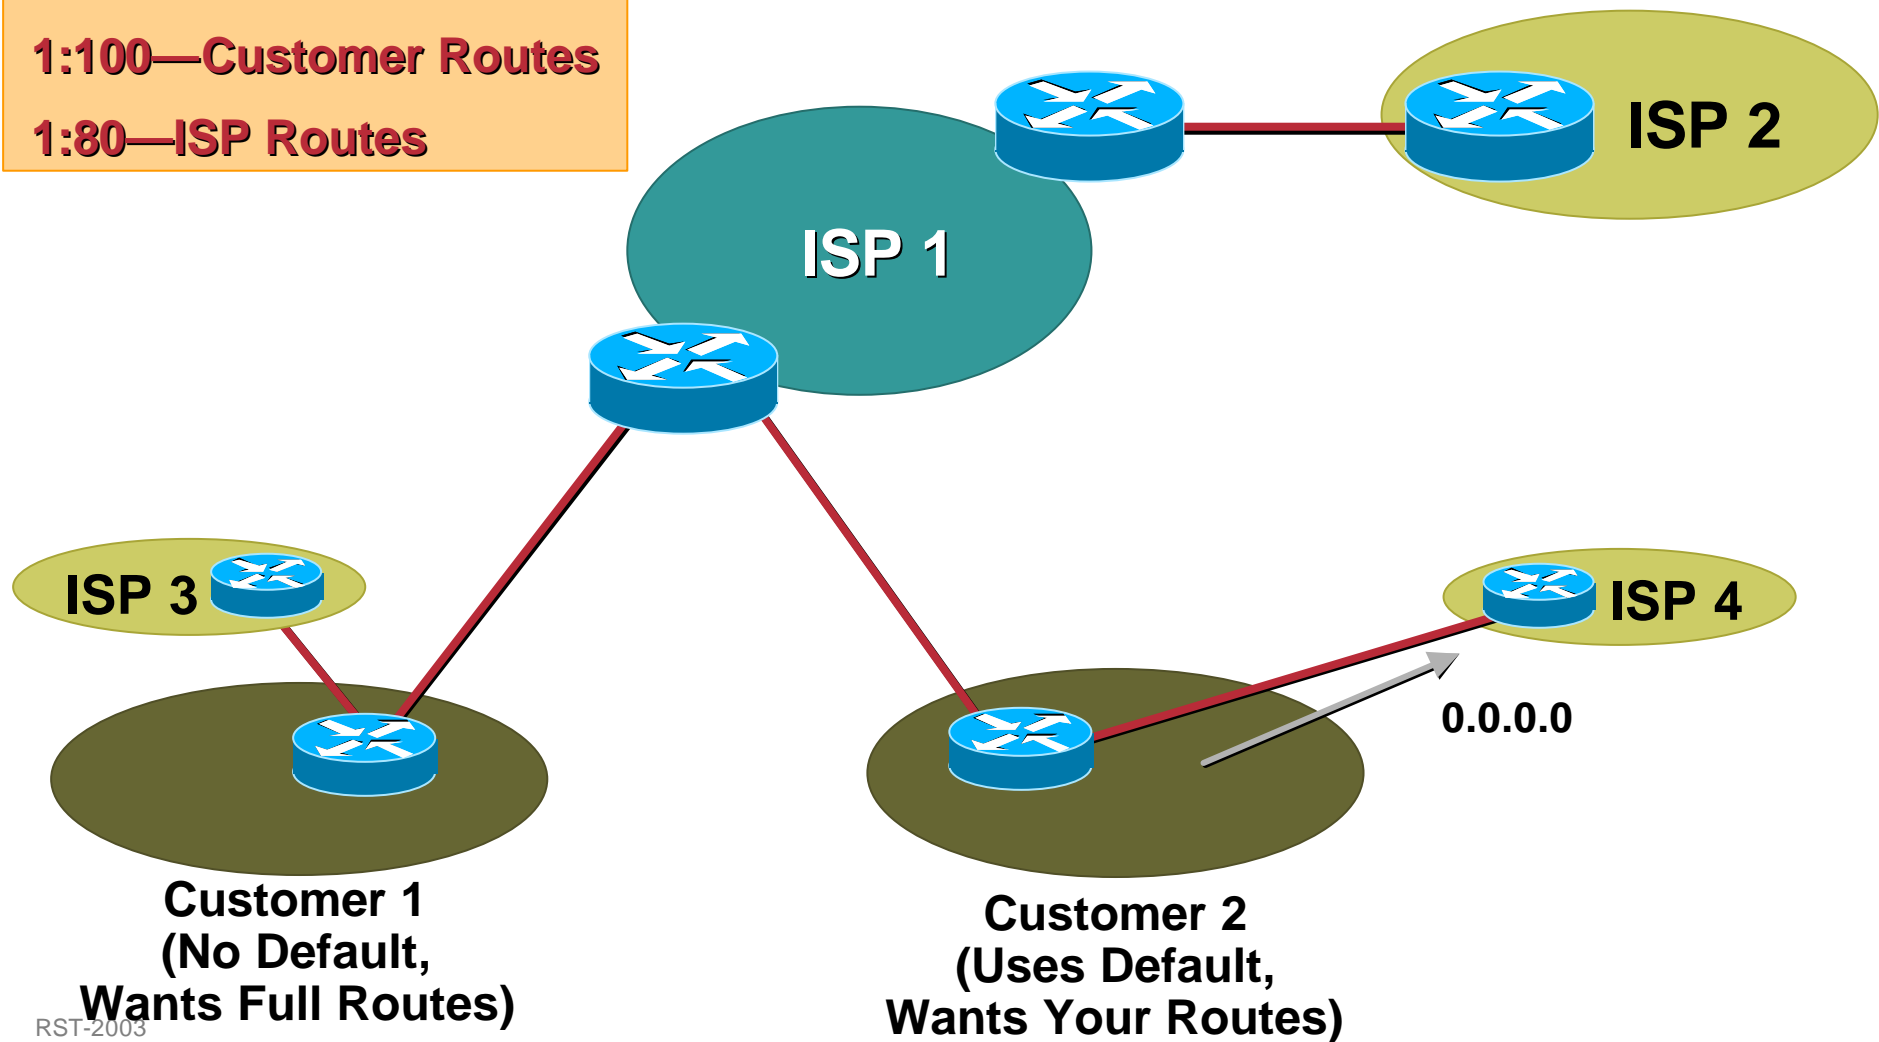 1:100—Customer Routes
1:80—ISP Routes
ISP 2
ISP 1
ISP 3
ISP 4
0.0.0.0
Customer 1
(No Default,
Wants Full Routes)
Customer 2
(Uses Default,
Wants Your Routes)
RST-2003